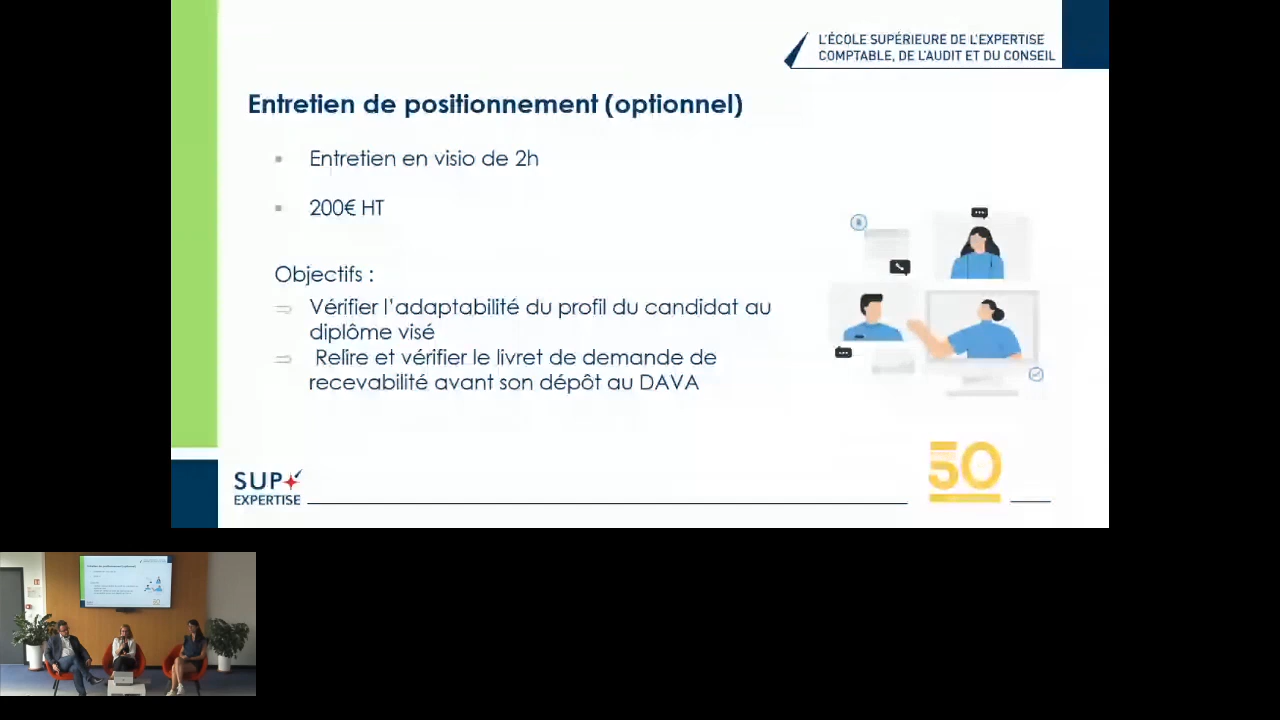 L'ÉCOLE SUPÉRIEURE DE L'EXPERTISE
COMPTABLE, DE L'AUDIT ET DU CONSEIL
Entretien de positionnement (optionnel)
Entretien en visio de 2h
200€ HT
Objectifs :
Vérifier l'adaptabilité du profil du candidat au
diplôme visé
Relire et vérifier le livret de demande de
recevabilité avant son dépôt au DAVA
SUP
EXPERTISE
50